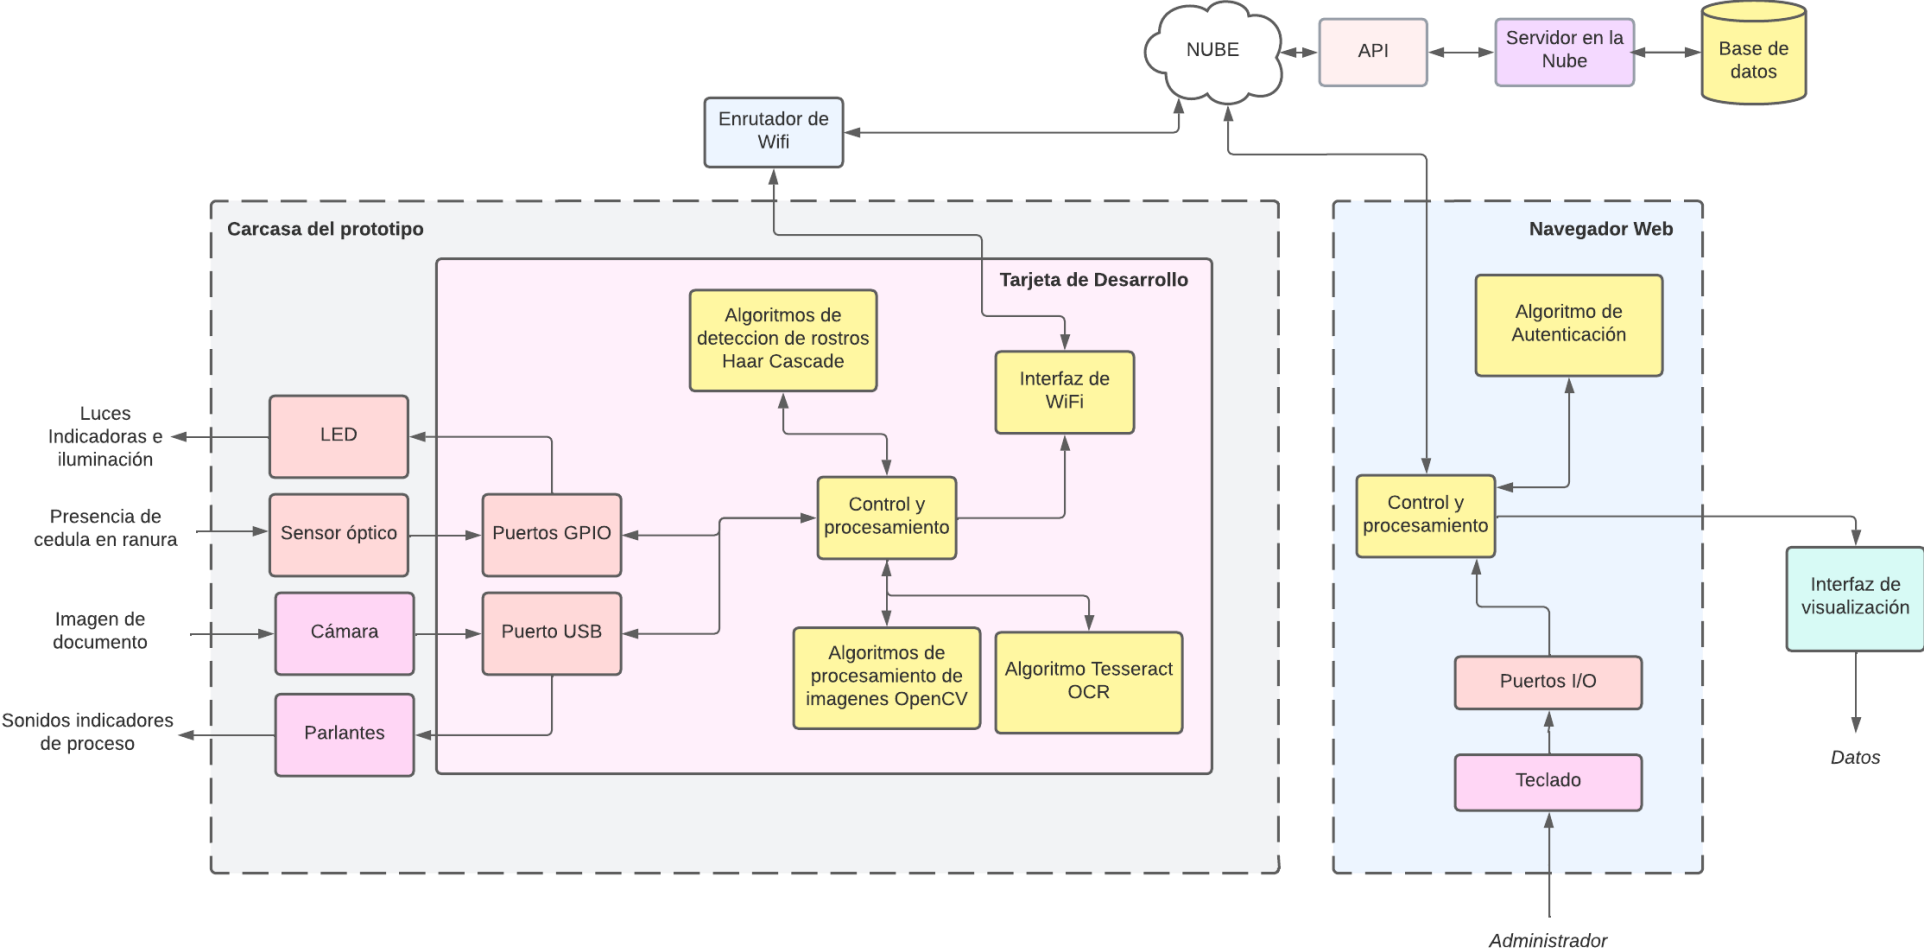 NUBE
API
Servidor en la
Nube
Base de
datos
Enrutador de
Wifi
Carcasa del prototipo
Tarjeta de Desarrollo
Algoritmos de
deteccion de rostros
Haar Cascade
Interfaz de
WiFi
Luces
Indicadoras e
iluminación
LED
Presencia de
cedula en ranura
Sensor óptico
Puertos GPIO
Control y
procesamiento
Imagen de
documento
Cámara
Puerto USB
Algoritmos de
procesamiento de
imagenes OpenCV
Algoritmo Tesseract
OCR
Sonidos indicadores
de proceso
Parlantes
Navegador Web
Algoritmo de
Autenticación
Control y
procesamiento
Interfaz de
visualización
Puertos I/O
Teclado
Datos
Administrador